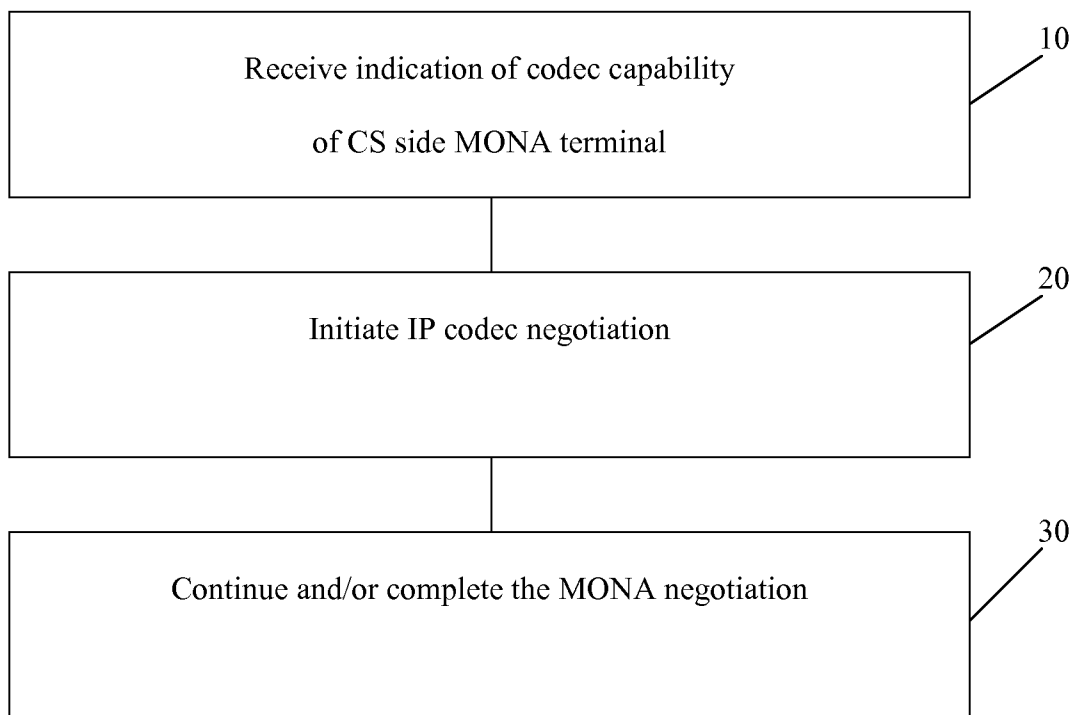 10
Receive indication of codec capability
of CS side MONA terminal
20
Initiate IP codec negotiation
30
Continue and/or complete the MONA negotiation